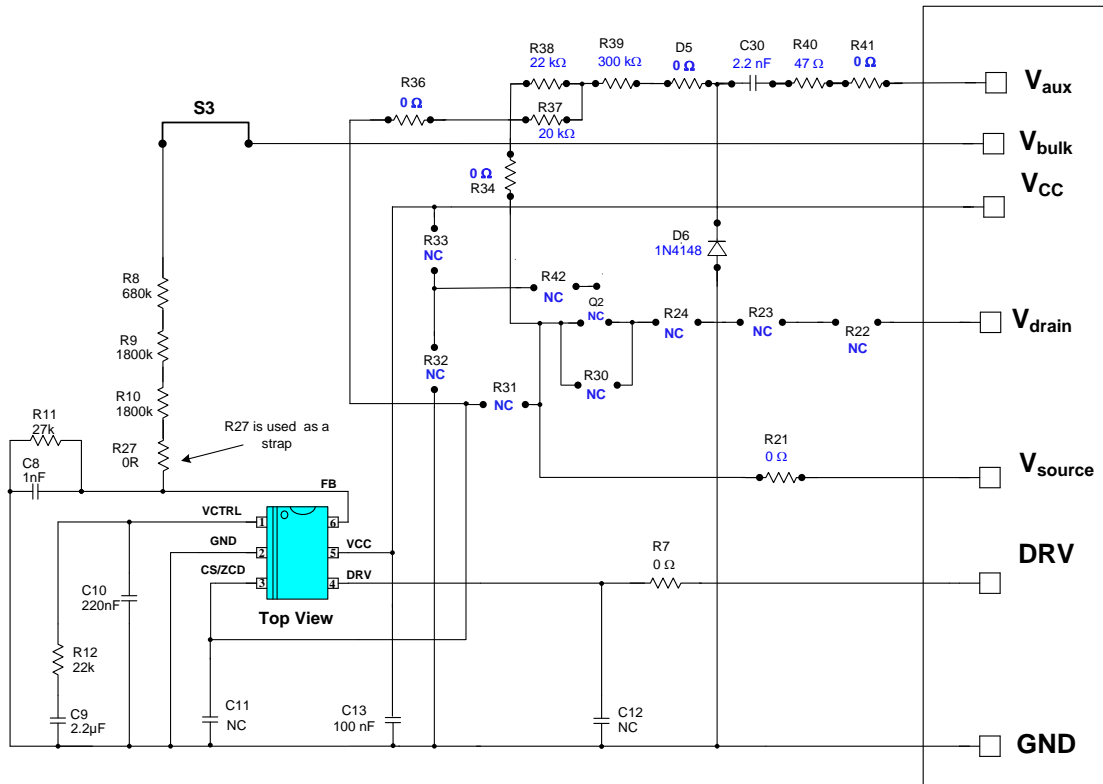 R38
22 kΩ
R39
300 kΩ
D5
0 Ω
C30
2.2 nF
R40
47 Ω
R41
0 Ω
Vaux
R36
0 Ω
R37
20 kΩ
S3
Vbulk
0 Ω
R34
VCC
R33
NC
D6
1N4148
R8
680k
R42
NC
Q2
NC
R24
NC
R23
NC
R22
NC
Vdrain
R9
1800k
R32
NC
R30
NC
R31
NC
R10
1800k
R11
27k
R27 is used as a
strap
R27
0R
C8
1nF
R21
0 Ω
Vsource
FB
VCTRL
1
6
GND
2
5
VCC
CS/ZCD
3
4
DRV
R7
0 Ω
DRV
C10
220nF
Top View
R12
22k
C9
2.2µF
C11
NC
C13
100 nF
C12
NC
GND